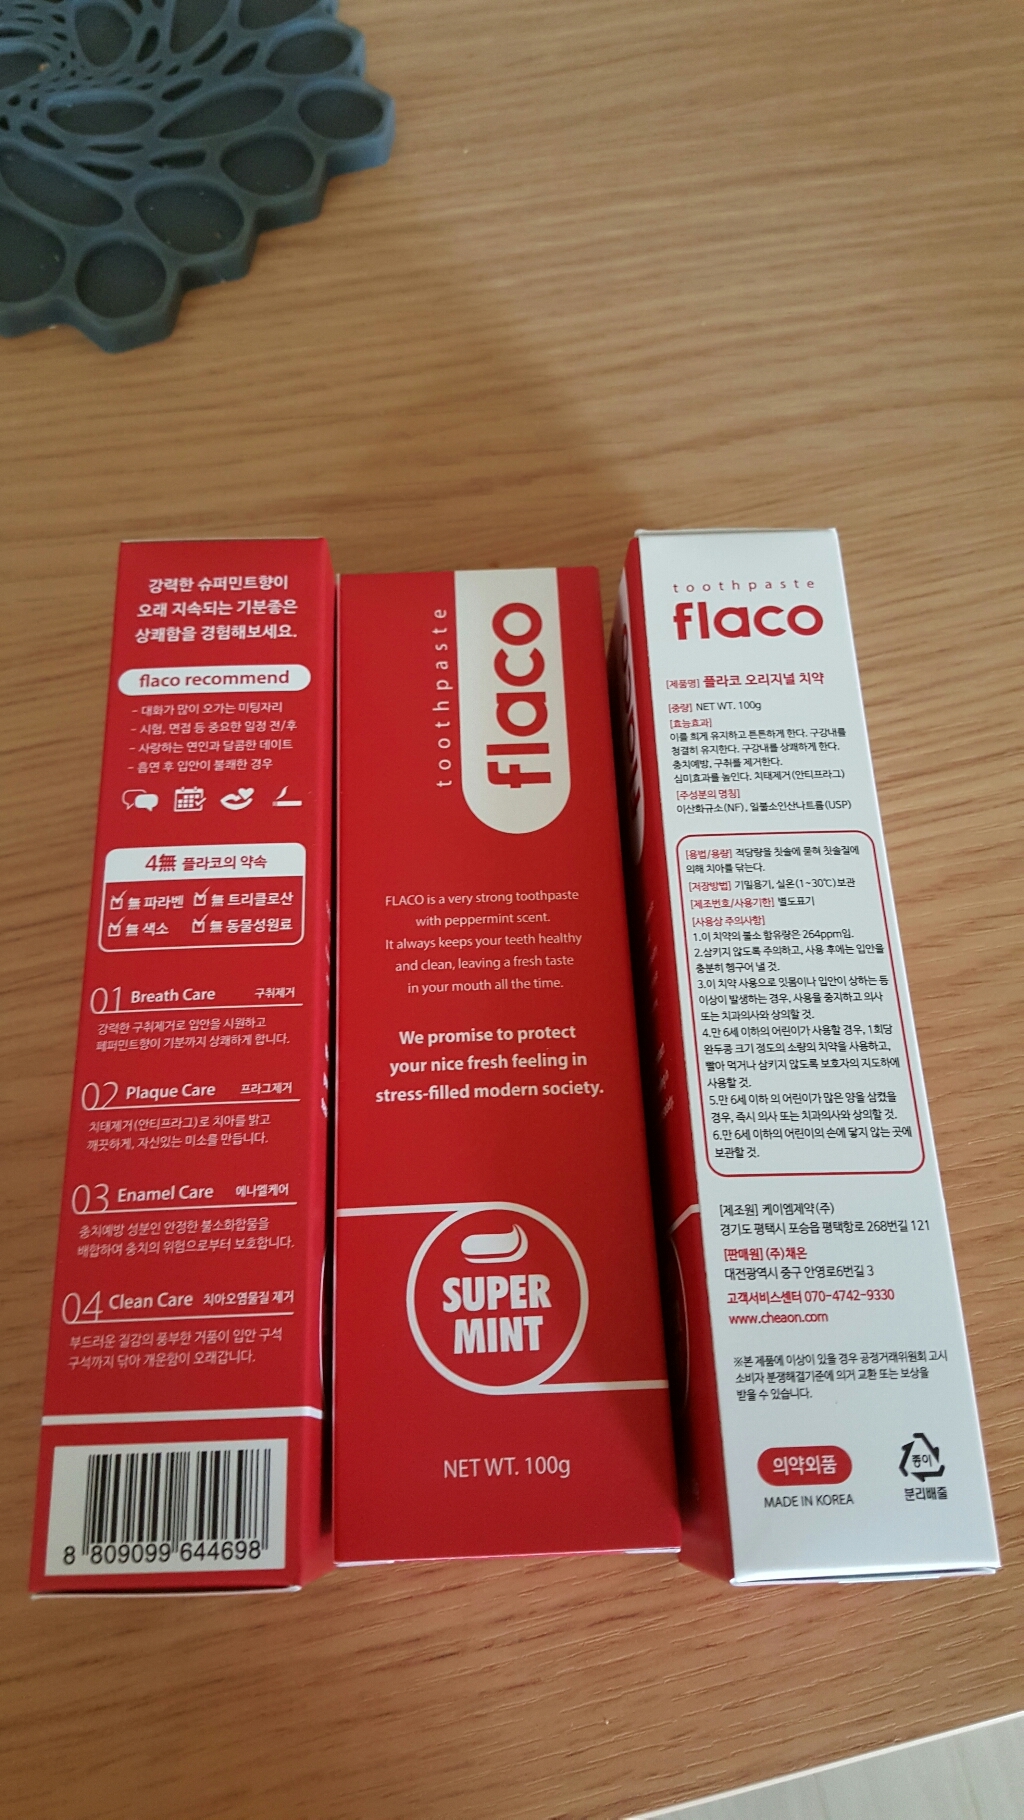 강력한 슈퍼민트향이
오래 지속되는 기분좋은
상쾌함을 경험해보세요.
flaco recommend
- 대화가 많이 오가는 미팅자리
- 시험, 면접 등 중요한 일정 전/후
- 사랑하는 연인과 달콤한 데이트
- 흡연 후 입안이 불쾌한 경우
4無 플라코의 약속
無 파라벤 無 트리클로산
無 색소 無 동물성원료
01 Breath Care 구취제거
강력한 구취제거로 입안을 시원하고
페퍼민트향이 기분까지 상쾌하게 합니다.
02 Plaque Care 프라그제거
치태제거(안티프라그)로 치아를 밝고
깨끗하게, 자신있는 미소를 만듭니다.
03 Enamel Care 에나멜케어
충치예방 성분인 안정한 불소화합물을
배합하여 충치의 위험으로부터 보호합니다.
04 Clean Care 치아오염물질 제거
부드러운 질감의 풍부한 거품이 입안 구석
구석까지 닦아 개운함이 오래갑니다.
8 809099 644698
toothpaste
flaco
FLACO is a very strong toothpaste
with peppermint scent.
It always keeps your teeth healthy
and clean, leaving a fresh taste
in your mouth all the time.
We promise to protect
your nice fresh feeling in
stress-filled modern society.
SUPER
MINT
NET WT. 100g
toothpaste
flaco
[제품명] 플라코 오리지널 치약
[중량] NET WT. 100g
[효능효과]
이를 희게 유지하고 튼튼하게 한다. 구강내를
청결히 유지한다. 구강내를 상쾌하게 한다.
충치예방, 구취를 제거한다.
심미효과를 높인다. 치태제거(안티프라그)
[주성분의 명칭]
이산화규소(NF), 일불소인산나트륨(USP)
[용법/용량] 적당량을 칫솔에 묻혀 칫솔질에
의해 치아를 닦는다.
[저장방법] 기밀용기, 실온(1~30℃)보관
[제조번호/사용기한] 별도표기
[사용상 주의사항]
1.이 치약의 불소 함유량은 264ppm임.
2.삼키지 않도록 주의하고, 사용 후에는 입안을
충분히 헹구어 낼 것.
3.이 치약 사용으로 잇몸이나 입안이 상하는 등
이상이 발생하는 경우, 사용을 중지하고 의사
또는 치과의사와 상의할 것.
4.만 6세 이하의 어린이가 사용할 경우, 1회당
완두콩 크기 정도의 소량의 치약을 사용하고,
빨아 먹거나 삼키지 않도록 보호자의 지도하에
사용할 것.
5.만 6세 이하 의 어린이가 많은 양을 삼켰을
경우, 즉시 의사 또는 치과의사와 상의할 것.
6.만 6세 이하의 어린이의 손에 닿지 않는 곳에
보관할 것.
[제조원] 케이엠제약(주)
경기도 평택시 포승읍 평택항로 268번길 121
[판매원] (주)채온
대전광역시 중구 안영로6번길 3
고객서비스센터 070-4742-9330
www.cheaon.com
※본 제품에 이상이 있을 경우 공정거래위원회 고시
소비자 분쟁해결기준에 의거 교환 또는 보상을
받을 수 있습니다.
의약외품
MADE IN KOREA
종이
분리배출